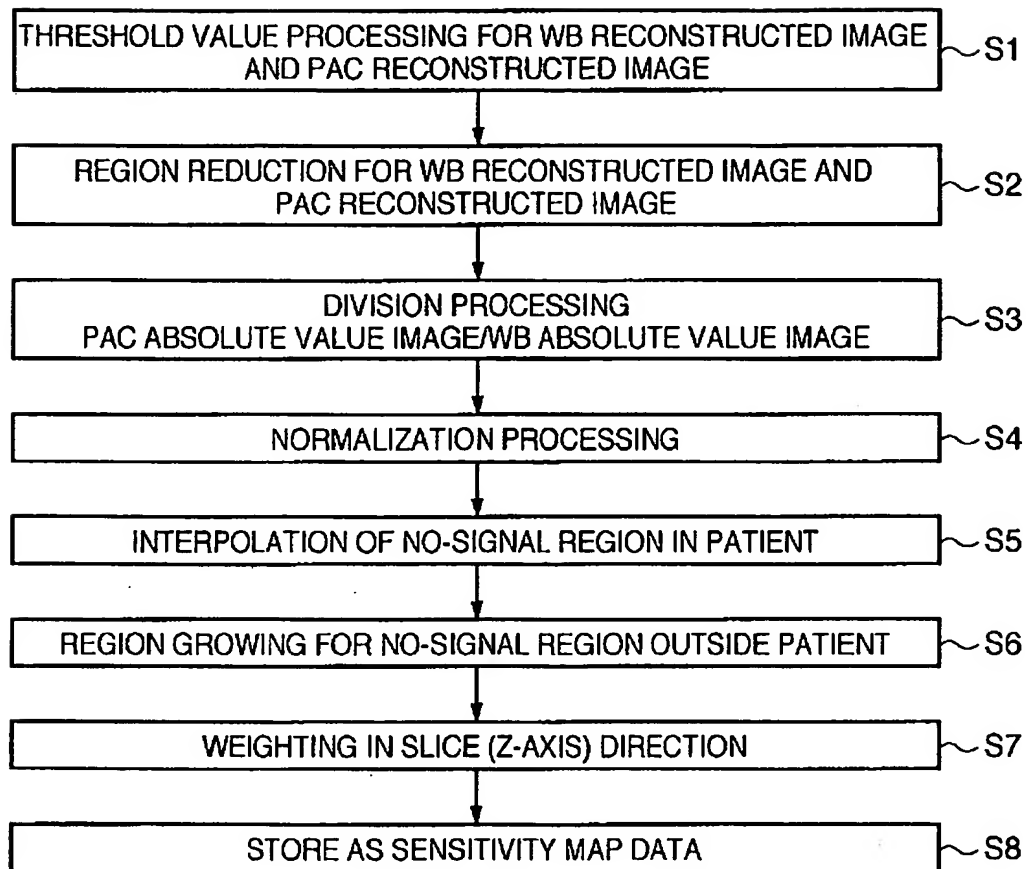 THRESHOLD VALUE PROCESSING FOR WB RECONSTRUCTED IMAGE
AND PAC RECONSTRUCTED IMAGE
S1
REGION REDUCTION FOR WB RECONSTRUCTED IMAGE AND
PAC RECONSTRUCTED IMAGE
S2
DIVISION PROCESSING
PAC ABSOLUTE VALUE IMAGE/WB ABSOLUTE VALUE IMAGE
S3
NORMALIZATION PROCESSING
S4
INTERPOLATION OF NO-SIGNAL REGION IN PATIENT
S5
REGION GROWING FOR NO-SIGNAL REGION OUTSIDE PATIENT
S6
WEIGHTING IN SLICE (Z-AXIS) DIRECTION
S7
STORE AS SENSITIVITY MAP DATA
S8